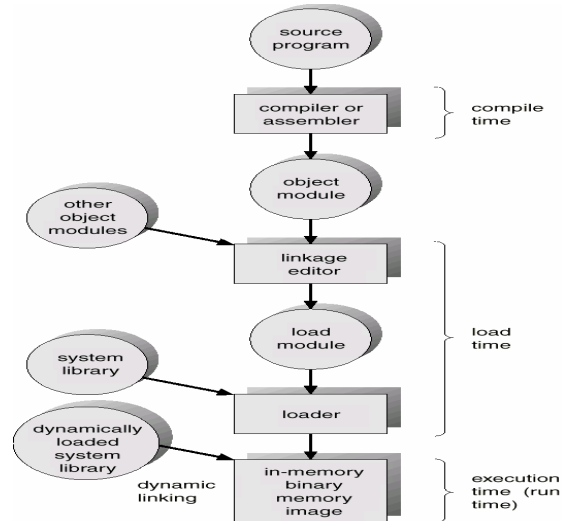 source
program
compiler or
assembler
compile
time
object
module
other
object
modules
linkage
editor
load
module
load
time
system
library
loader
dynamically
loaded
system
library
dynamic
linking
in-memory
binary
memory
image
execution
time (run
time)